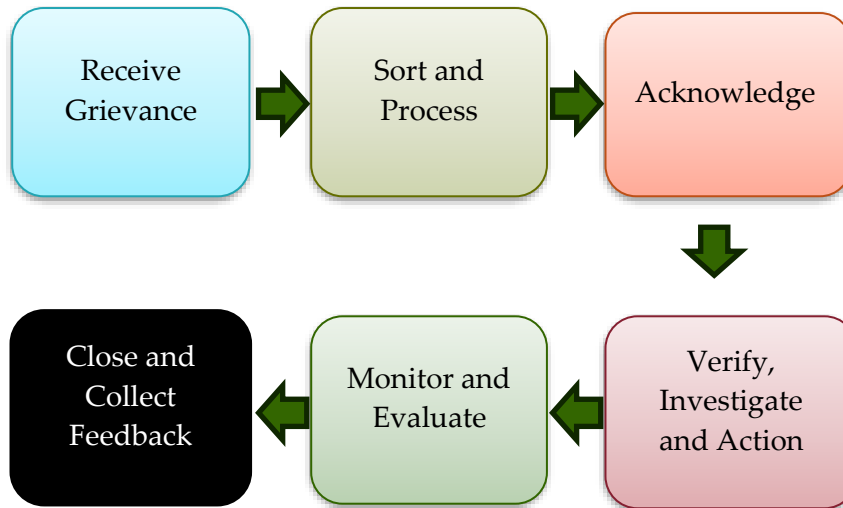 Receive
Grievance
Sort and
Process
Acknowledge
Verify,
Investigate
and Action
Monitor and
Evaluate
Close and
Collect
Feedback